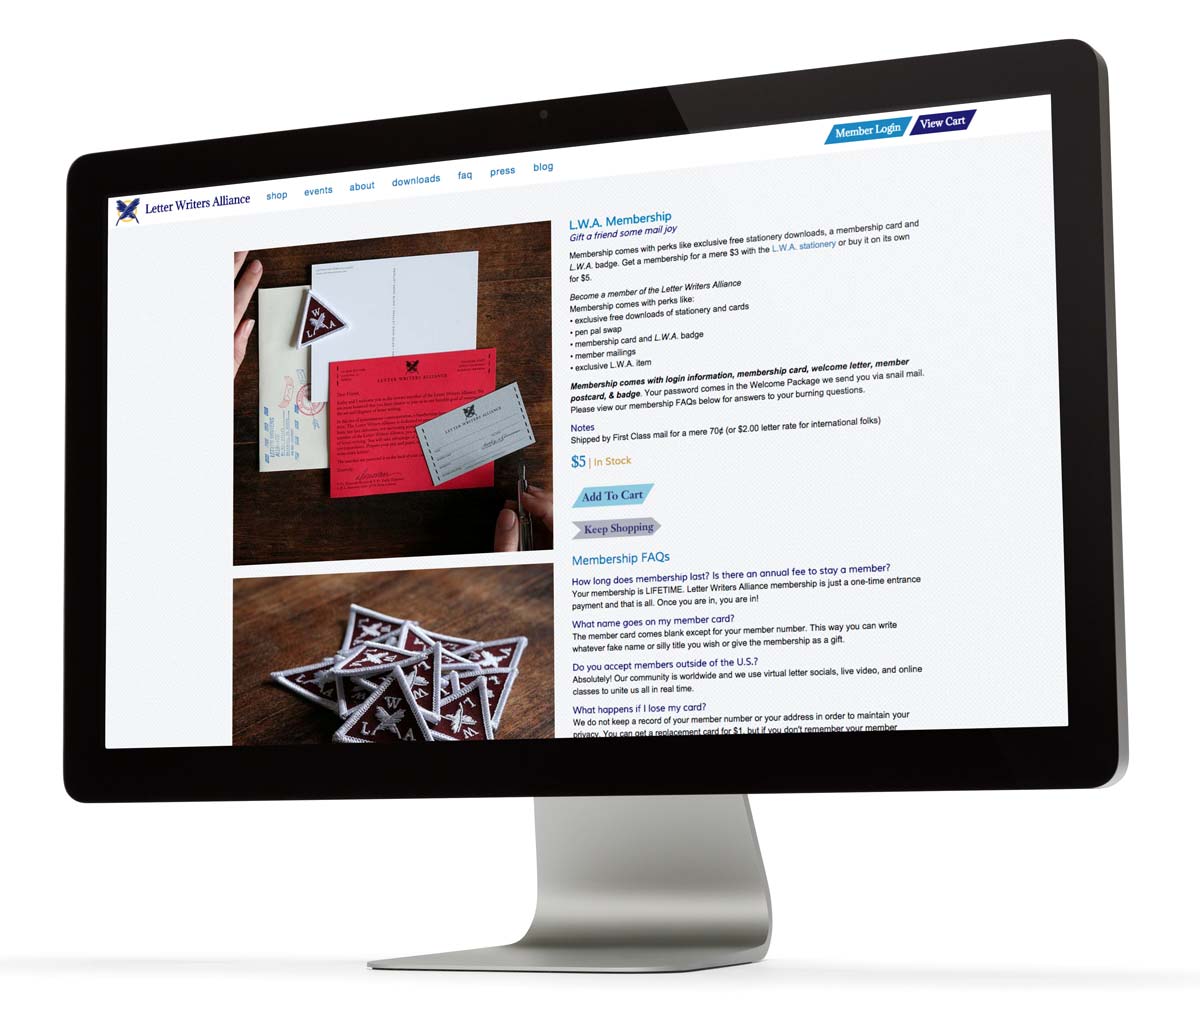 Letter Writers Alliance
shop
events
about
downloads
faq
press
blog
Member Login
View Cart
W
L A
LETTER WRITERS ALLIANCE
Dear Friend,
LETTER WRITERS ALLIANCE
W
L A
L.W.A. Membership
Gift a friend some mail joy
Membership comes with perks like exclusive free stationery downloads, a membership card and
L.W.A. badge. Get a membership for a mere $3 with the L.W.A. stationery or buy it on its own
for $5.
Become a member of the Letter Writers Alliance
Membership comes with perks like:
• exclusive free downloads of stationery and cards
• pen pal swap
• membership card and L.W.A. badge
• member mailings
• exclusive L.W.A. item
Membership comes with login information, membership card, welcome letter, member
postcard, & badge. Your password comes in the Welcome Package we send you via snail mail.
Please view our membership FAQs below for answers to your burning questions.
Notes
Shipped by First Class mail for a mere 70¢ (or $2.00 letter rate for international folks)
$5 | In Stock
Add To Cart
Keep Shopping
Membership FAQs
How long does membership last? Is there an annual fee to stay a member?
Your membership is LIFETIME. Letter Writers Alliance membership is just a one-time entrance
payment and that is all. Once you are in, you are in!
What name goes on my member card?
The member card comes blank except for your member number. This way you can write
whatever fake name or silly title you wish or give the membership as a gift.
Do you accept members outside of the U.S.?
Absolutely! Our community is worldwide and we use virtual letter socials, live video, and online
classes to unite us all in real time.
What happens if I lose my card?
We do not keep a record of your member number or your address in order to maintain your
privacy. You can get a replacement card for $1, but if you don't remember your member